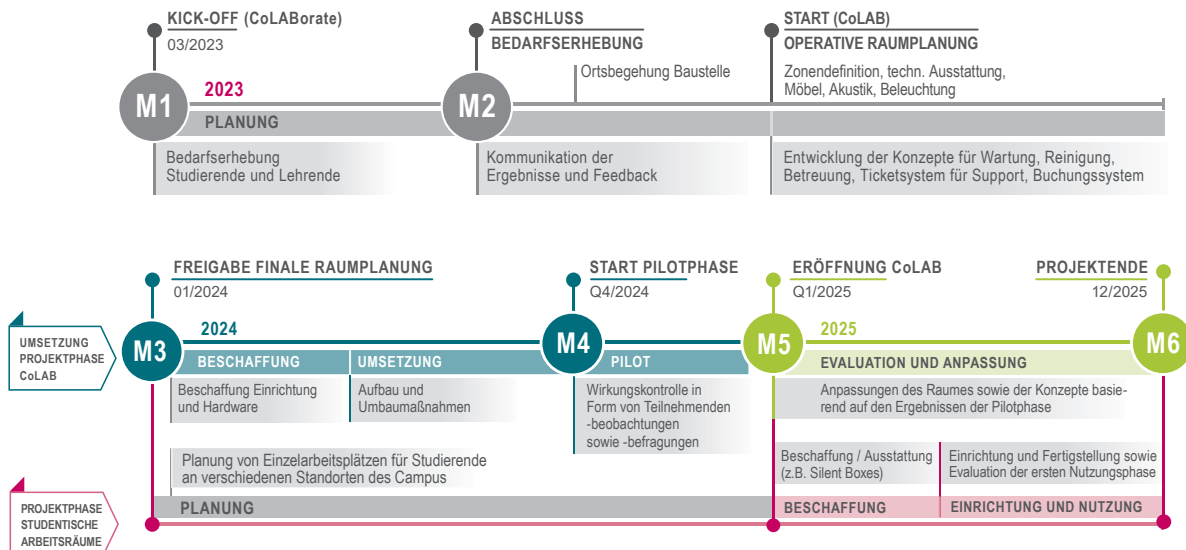 KICK-OFF (CoLABorate)
03/2023
ABSCHLUSS
BEDARFSERHEBUNG
START (CoLAB)
OPERATIVE RAUMPLANUNG
Ortsbegehung Baustelle
Zonendefinition, techn. Ausstattung,
Möbel, Akustik, Beleuchtung
M1
2023
M2
PLANUNG
Bedarfserhebung
Studierende und Lehrende
Kommunikation der
Ergebnisse und Feedback
Entwicklung der Konzepte für Wartung, Reinigung,
Betreuung, Ticketsystem für Support, Buchungssystem
FREIGABE FINALE RAUMPLANUNG
01/2024
START PILOTPHASE
Q4/2024
ERÖFFNUNG CoLAB
Q1/2025
PROJEKTENDE
12/2025
UMSETZUNG
PROJEKTPHASE
CoLAB
M3
2024
M4
M5
2025
M6
BESCHAFFUNG
UMSETZUNG
PILOT
EVALUATION UND ANPASSUNG
Beschaffung Einrichtung
und Hardware
Aufbau und
Umbaumaßnahmen
Wirkungskontrolle in
Form von Teilnehmenden
-beobachtungen
sowie -befragungen
Anpassungen des Raumes sowie der Konzepte basie-
rend auf den Ergebnissen der Pilotphase
Planung von Einzelarbeitsplätzen für Studierende
an verschiedenen Standorten des Campus
Beschaffung / Ausstattung
(z.B. Silent Boxes)
Einrichtung und Fertigstellung sowie
Evaluation der ersten Nutzungsphase
PROJEKTPHASE
STUDENTISCHE
ARBEITSRÄUME
PLANUNG
BESCHAFFUNG
EINRICHTUNG UND NUTZUNG